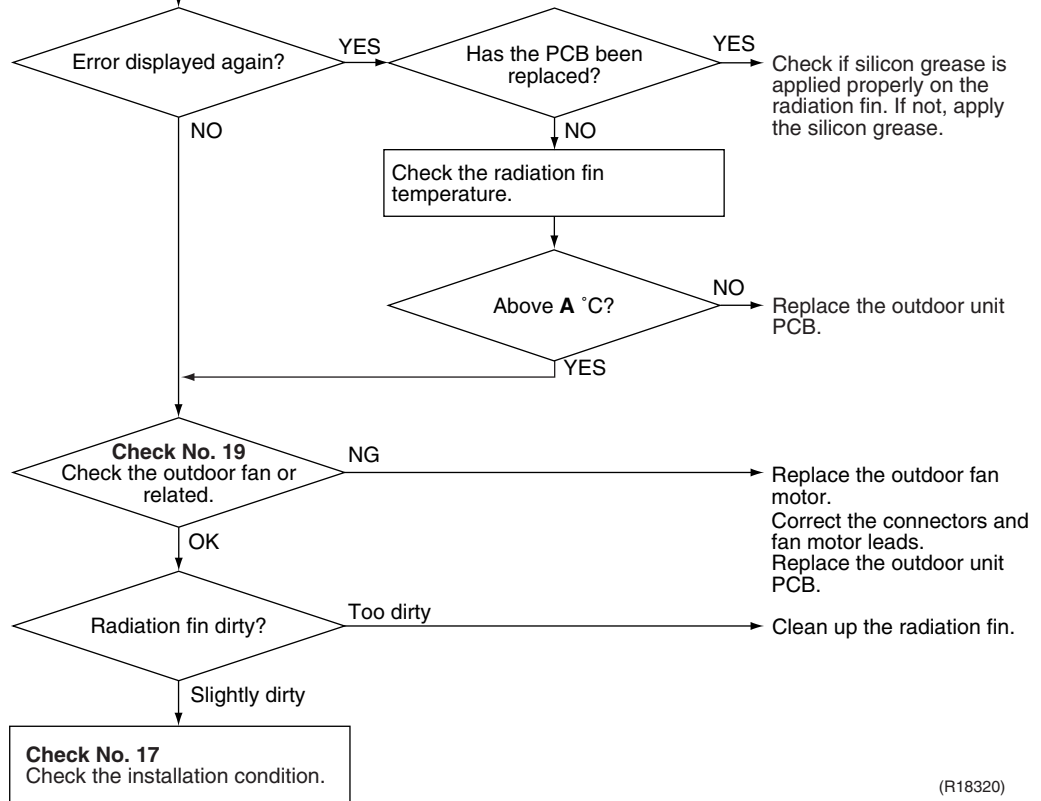 Error displayed again?
YES
Has the PCB been
replaced?
YES
Check if silicon grease is
applied properly on the
radiation fin. If not, apply
the silicon grease.
NO
NO
Check the radiation fin
temperature.
Above A °C?
NO
Replace the outdoor unit
PCB.
YES
Check No. 19
Check the outdoor fan or
related.
NG
Replace the outdoor fan
motor.
Correct the connectors and
fan motor leads.
Replace the outdoor unit
PCB.
OK
Radiation fin dirty?
Too dirty
Clean up the radiation fin.
Slightly dirty
Check No. 17
Check the installation condition.
(R18320)